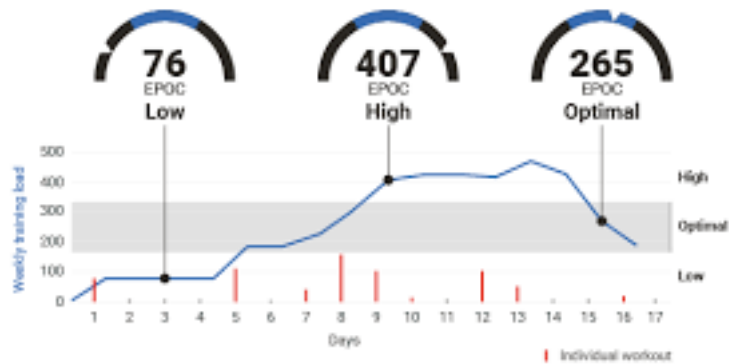 76
EPOC
Low
407
EPOC
High
265
EPOC
Optimal
Weekly training load
500
400
300
200
100
0
High
Optimal
Low
1 2 3 4 5 6 7 8 9 10 11 12 13 14 15 16 17
Days
Individual workout